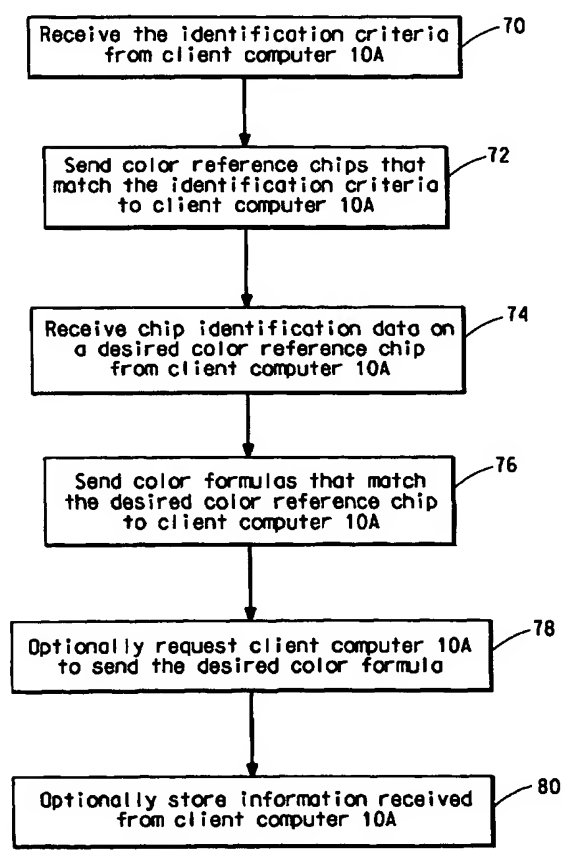 Receive the identification criteria
from client computer 10A
70
Send color reference chips that
match the identification criteria
to client computer 10A
72
Receive chip identification data on
a desired color reference chip
from client computer 10A
74
Send color formulas that match
the desired color reference chip
to client computer 10A
76
Optionally request client computer 10A
to send the desired color formula
78
Optionally store information received
from client computer 10A
80